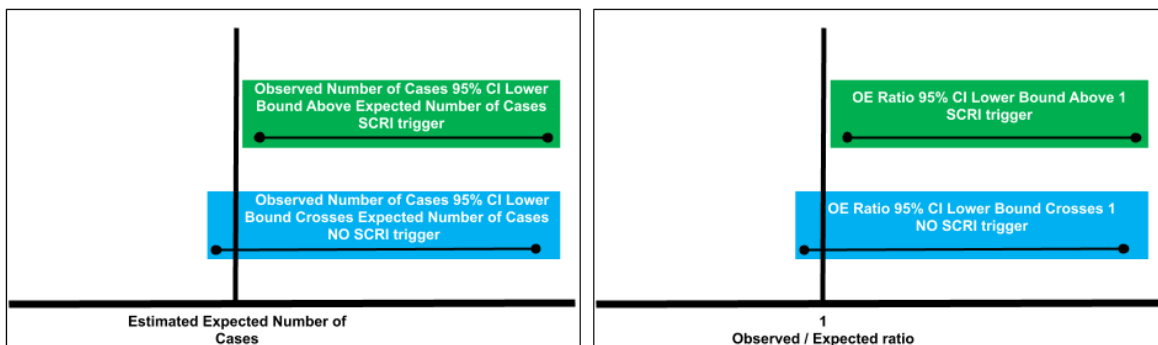 Observed Number of Cases 95% CI Lower
Bound Above Expected Number of Cases
SCRI trigger
Observed Number of Cases 95% CI Lower
Bound Crosses Expected Number of Cases
NO SCRI trigger
Estimated Expected Number of
Cases
OE Ratio 95% CI Lower Bound Above 1
SCRI trigger
OE Ratio 95% CI Lower Bound Crosses 1
NO SCRI trigger
1
Observed / Expected ratio